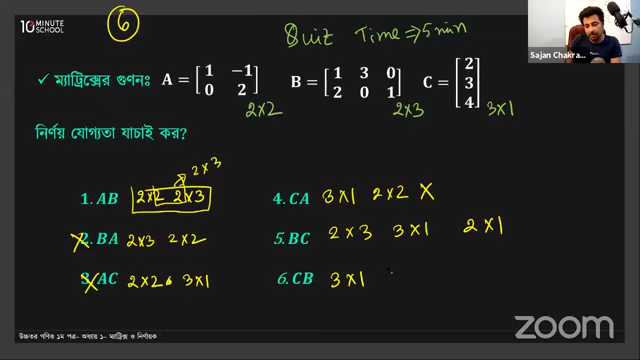 10 MINUTE SCHOOL
6
Quiz Time ⇒ 5 min
Sajan Chakra...
✓ ম্যাট্রিক্সের গুণনঃ A = [1 -1; 0 2] B = [1 3 0; 2 0 1] C = [2; 3; 4]
2×2 2×3 3×1
নির্ণয় যোগ্যতা যাচাই কর?
2×3
1. AB 2×2 2×3
4. CA 3×1 2×2 ×
2. BA 2×3 2×2
5. BC 2×3 3×1 2×1
3. AC 2×2 3×1
6. CB 3×1
উচ্চতর গণিত ১ম পত্র- অধ্যায় ১- ম্যাট্রিক্স ও নির্ণায়ক
zoom